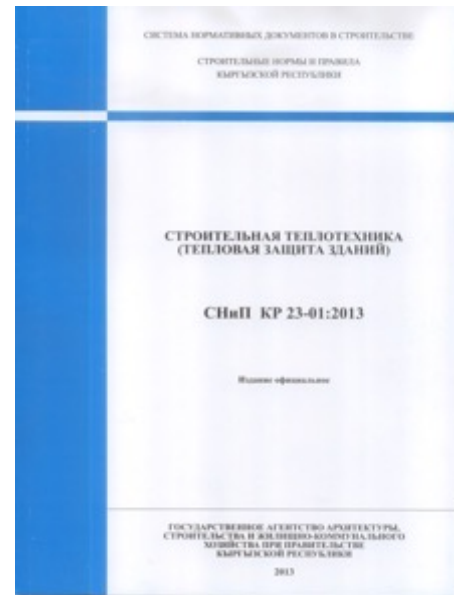 СИСТЕМА НОРМАТИВНЫХ ДОКУМЕНТОВ В СТРОИТЕЛЬСТВЕ
СТРОИТЕЛЬНЫЕ НОРМЫ И ПРАВИЛА
КЫРГЫЗСКОЙ РЕСПУБЛИКИ
СТРОИТЕЛЬНАЯ ТЕПЛОТЕХНИКА
(ТЕПЛОВАЯ ЗАЩИТА ЗДАНИЙ)
СНиП КР 23-01:2013
Издание официальное
ГОСУДАРСТВЕННОЕ АГЕНТСТВО АРХИТЕКТУРЫ,
СТРОИТЕЛЬСТВА И ЖИЛИЩНО-КОММУНАЛЬНОГО
ХОЗЯЙСТВА ПРИ ПРАВИТЕЛЬСТВЕ
КЫРГЫЗСКОЙ РЕСПУБЛИКИ
2013